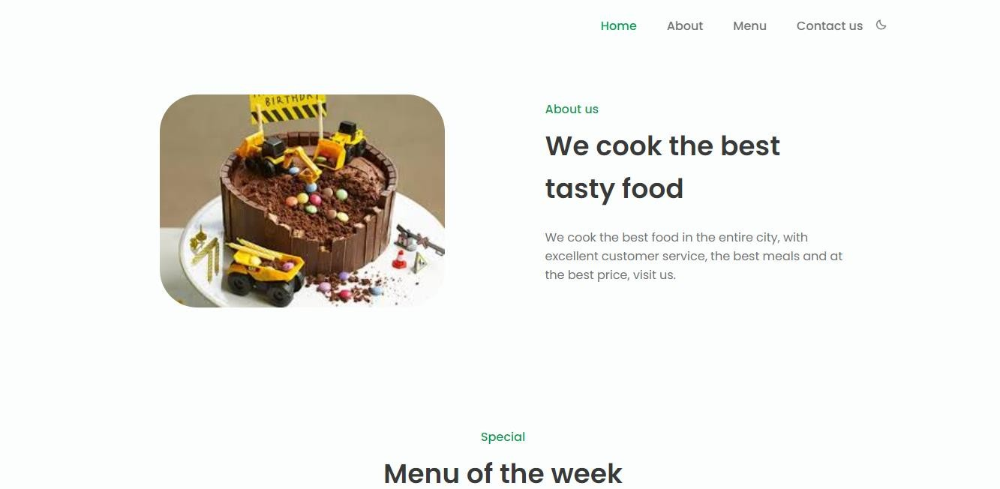 Home About Menu Contact us
BIRTHDAY
About us
We cook the best
tasty food
We cook the best food in the entire city, with
excellent customer service, the best meals and at
the best price, visit us.
Special
Menu of the week